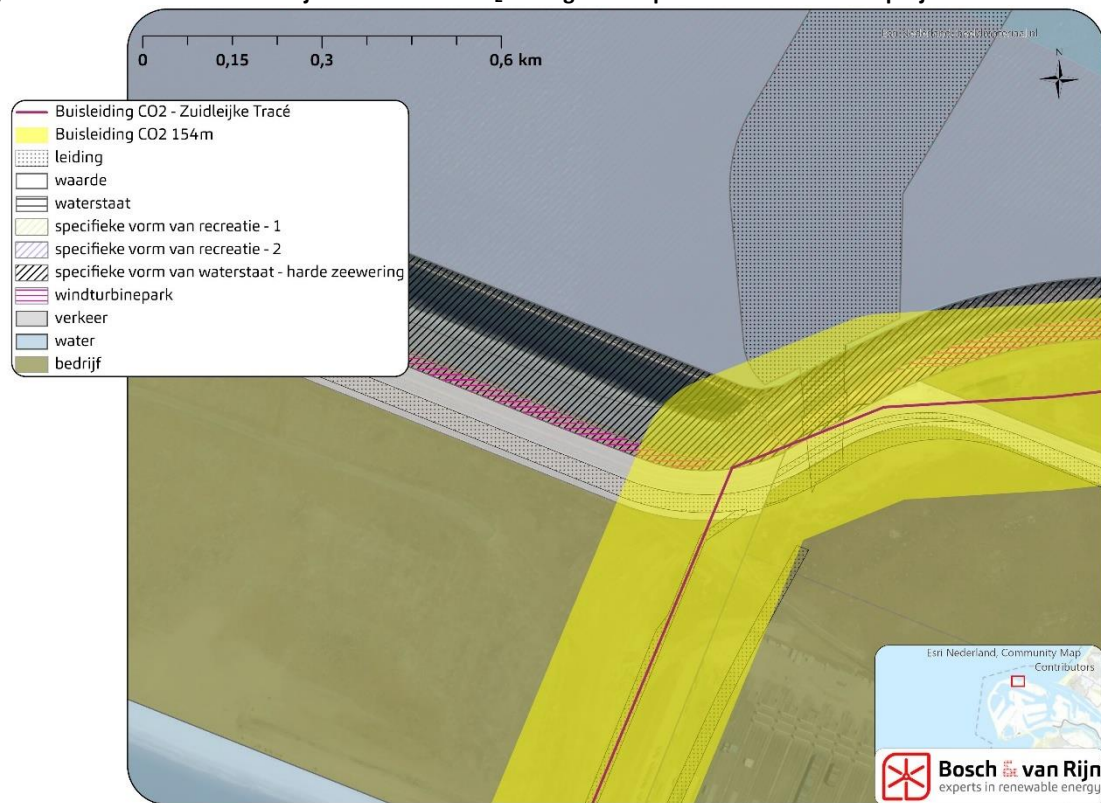 0 0,15 0,3 0,6 km
N
Buisleiding CO2 - Zuidleijke Tracé
Buisleiding CO2 154m
leiding
waarde
waterstaat
specifieke vorm van recreatie - 1
specifieke vorm van recreatie - 2
specifieke vorm van waterstaat - harde zeewering
windturbinepark
verkeer
water
bedrijf
Esri Nederland, Community Map
Contributors
Bosch & van Rijn
experts in renewable energy